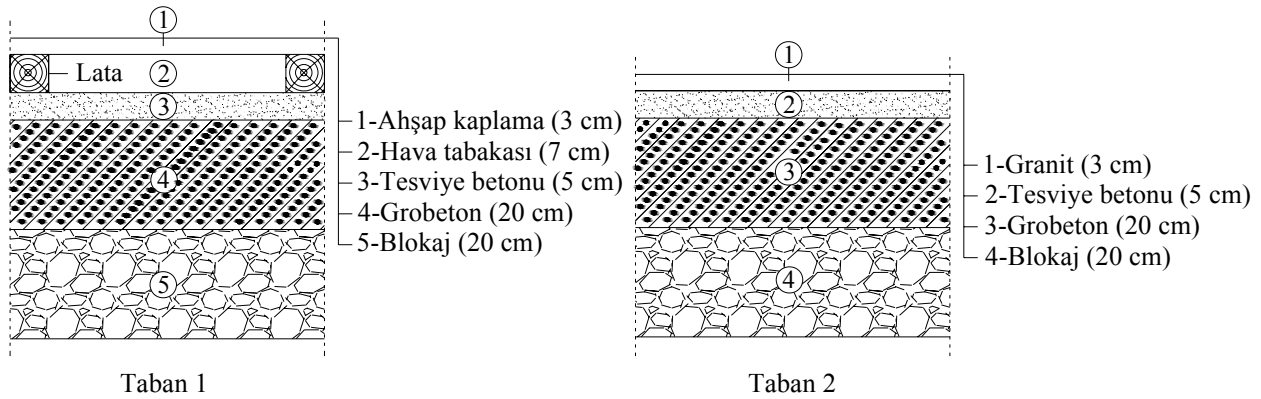 1
Lata
2
3
4
5
1-Ahşap kaplama (3 cm)
2-Hava tabakası (7 cm)
3-Tesviye betonu (5 cm)
4-Grobeton (20 cm)
5-Blokaj (20 cm)
Taban 1
1
2
3
4
1-Granit (3 cm)
2-Tesviye betonu (5 cm)
3-Grobeton (20 cm)
4-Blokaj (20 cm)
Taban 2